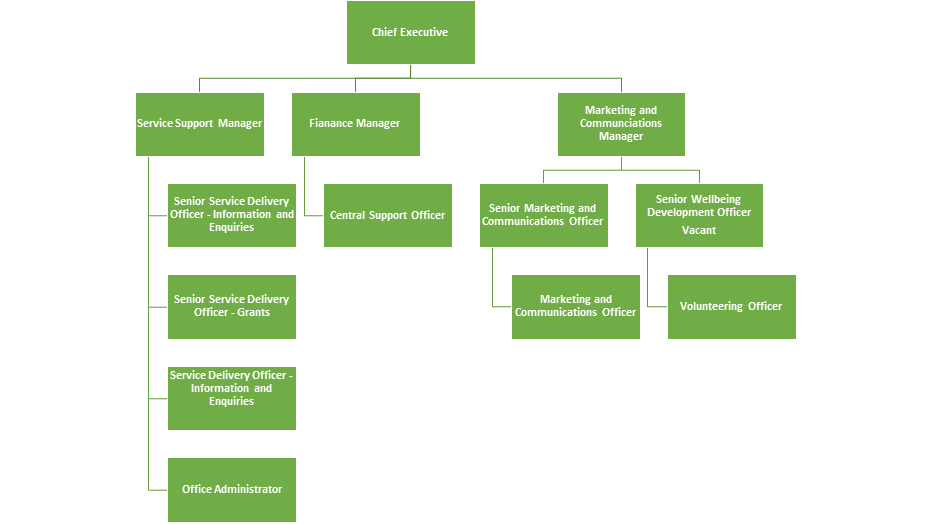 Chief Executive
Service Support Manager
Fianance Manager
Marketing and
Communciations
Manager
Senior Service Delivery
Officer - Information and
Enquiries
Central Support Officer
Senior Marketing and
Communications Officer
Senior Wellbeing
Development Officer
Vacant
Senior Service Delivery
Officer - Grants
Marketing and
Communications Officer
Volunteering Officer
Service Delivery Officer -
Information and
Enquiries
Office Administrator